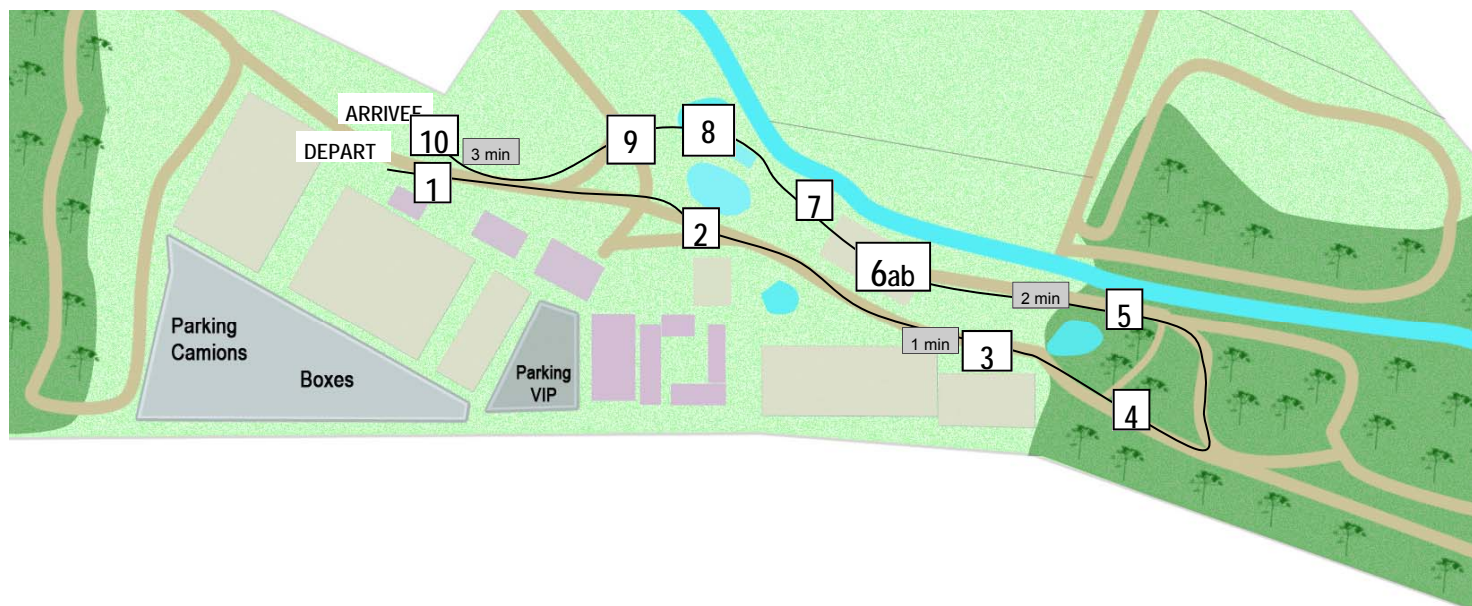 ARRIVEE
10
3 min
9
8
DEPART
1
7
2
6ab
2 min
5
1 min
3
4
Parking
Camions
Boxes
Parking
VIP